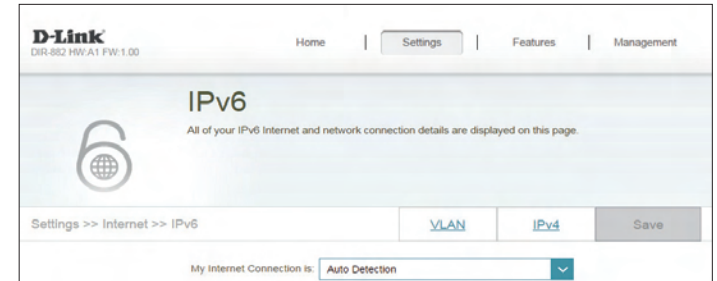 D-Link
DIR-882 HW:A1 FW:1.00
Home | Settings | Features | Management
IPv6
All of your IPv6 Internet and network connection details are displayed on this page.
Settings >> Internet >> IPv6
VLAN
IPv4
Save
My Internet Connection is: Auto Detection